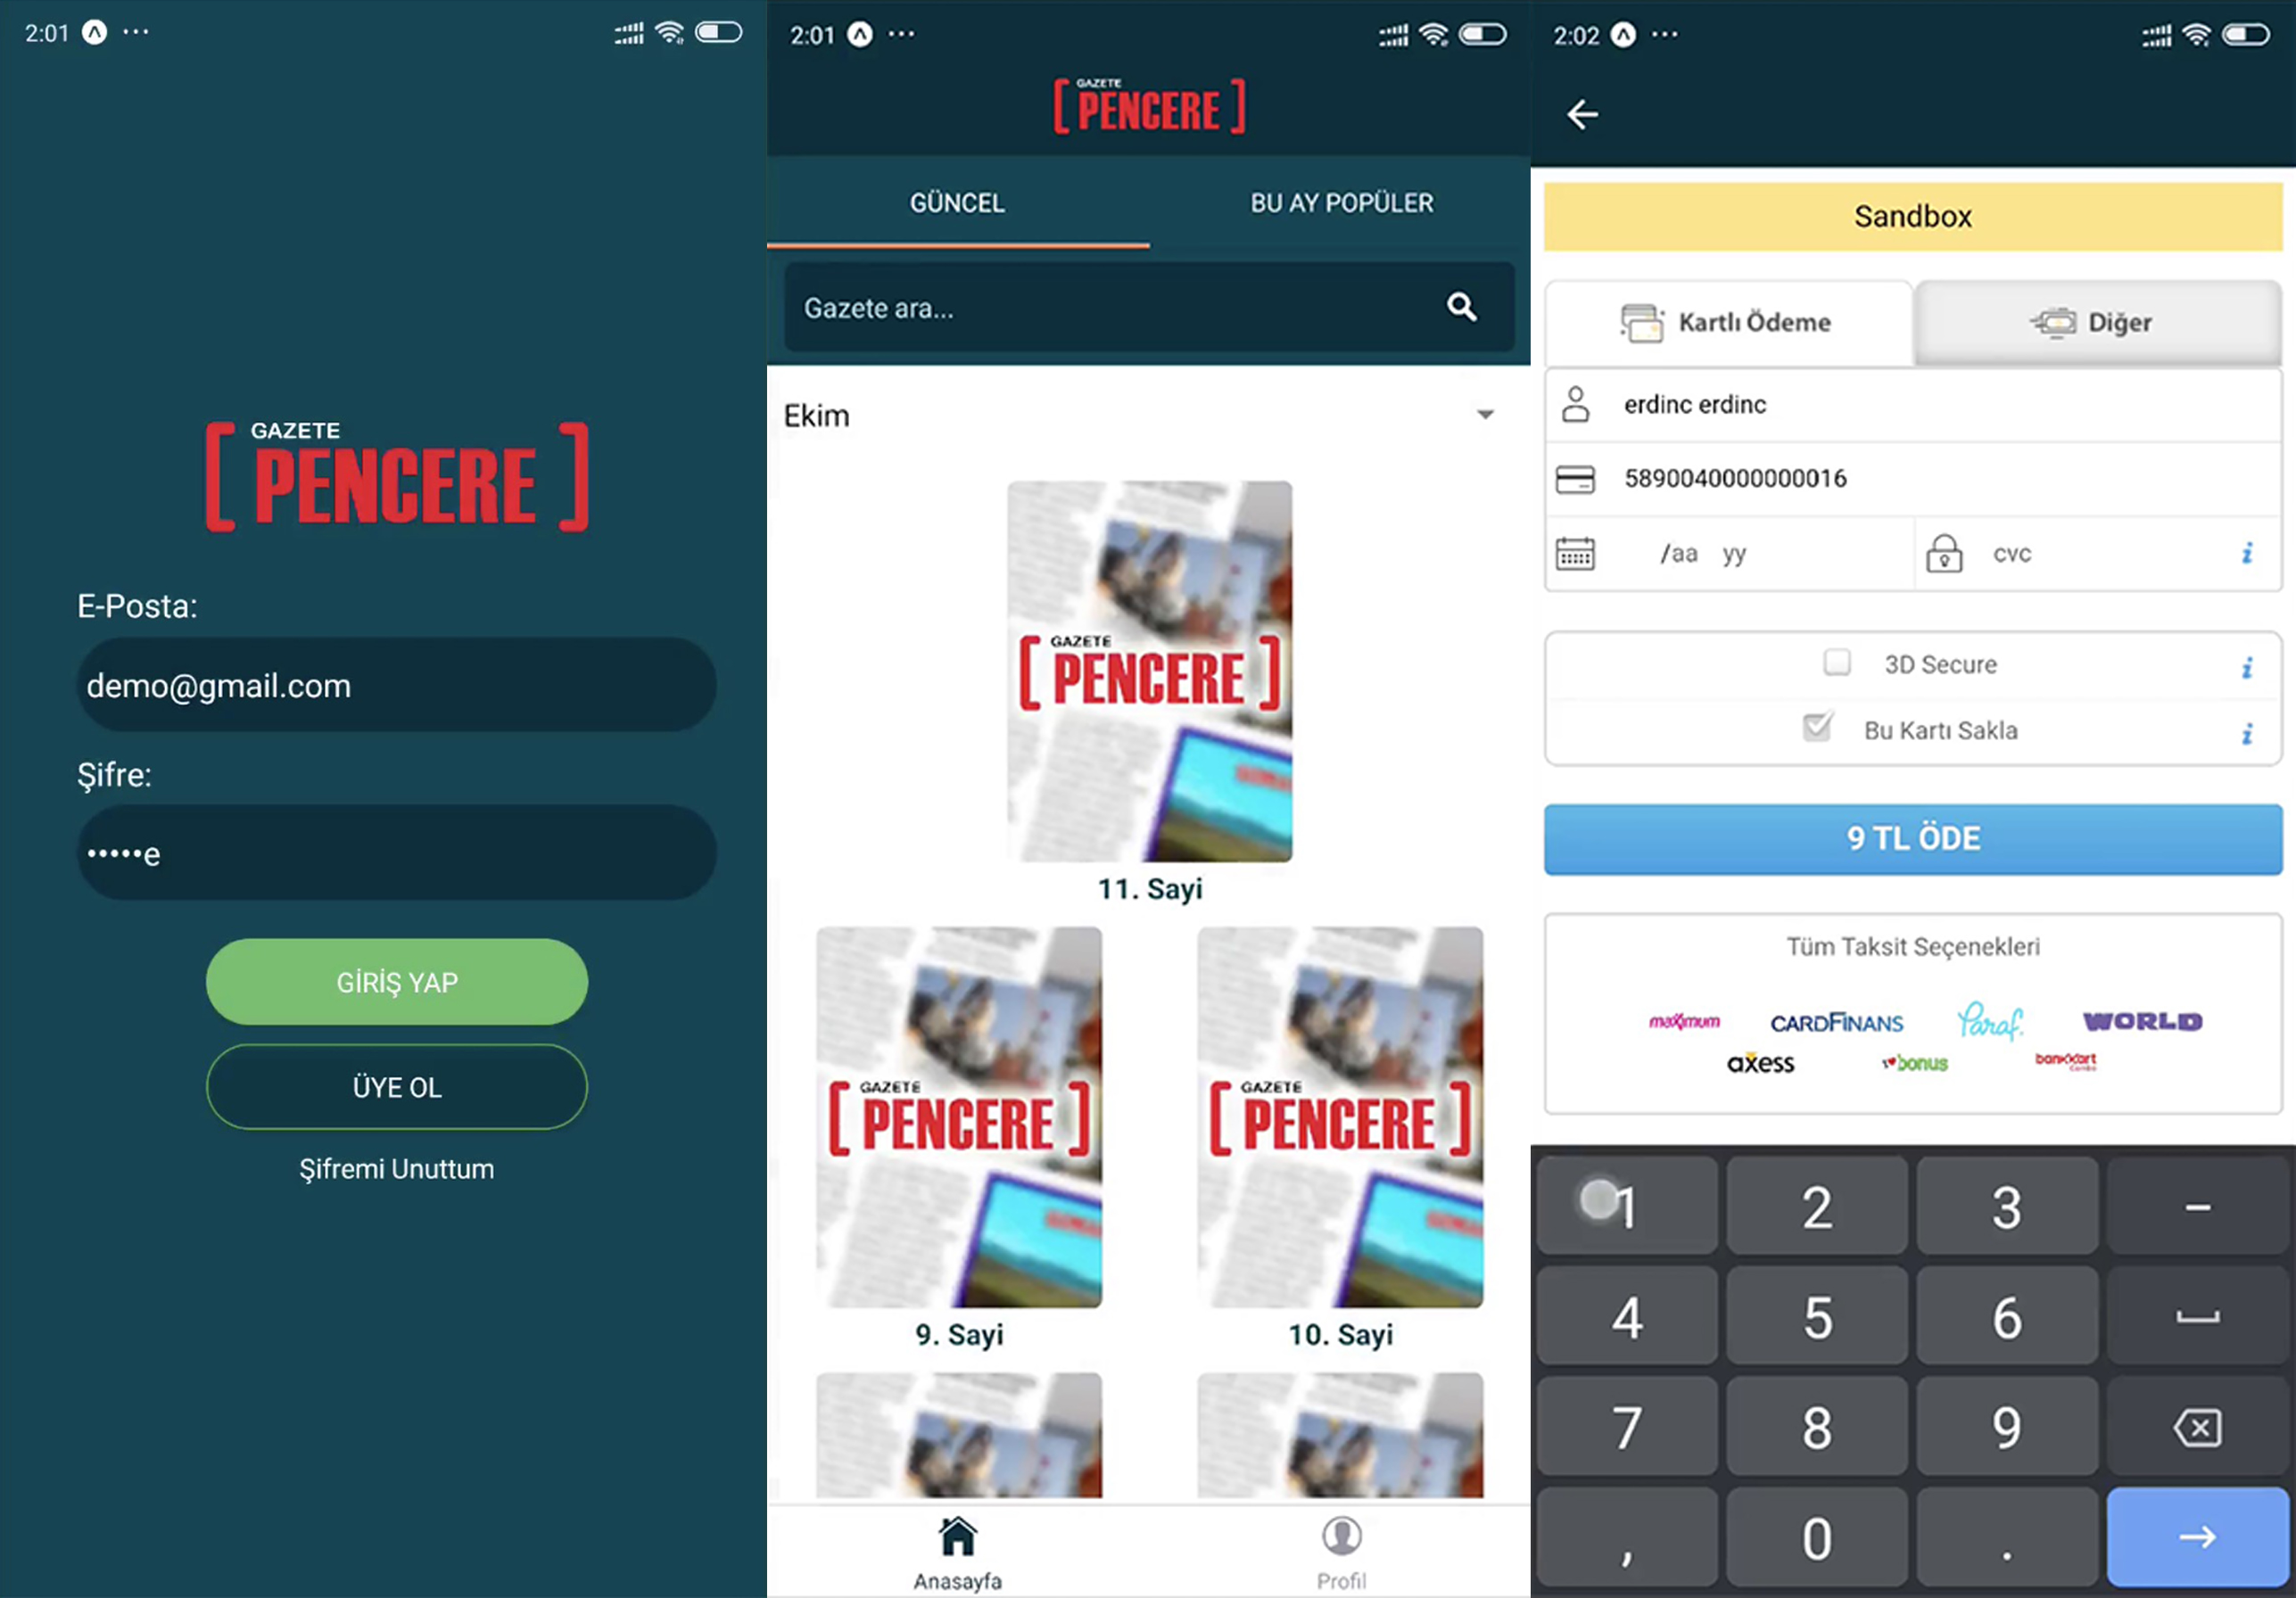 2:01
GAZETE
[ PENCERE ]
E-Posta:
demo@gmail.com
Şifre:
•••••e
GİRİŞ YAP
ÜYE OL
Şifremi Unuttum
2:01
GAZETE
[ PENCERE ]
GÜNCEL
BU AY POPÜLER
Gazete ara...
Ekim
GAZETE
[ PENCERE ]
11. Sayi
GAZETE
[ PENCERE ]
9. Sayi
GAZETE
[ PENCERE ]
10. Sayi
Anasayfa
Profil
2:02
Sandbox
Kartlı Ödeme
Diğer
erdinc erdinc
5890040000000016
/aa yy
cvc
3D Secure
Bu Kartı Sakla
9 TL ÖDE
Tüm Taksit Seçenekleri
maximum CARDFINANS Paraf. WORLD
axess bonus bankkart
1 2 3 –
4 5 6
7 8 9
, 0 .